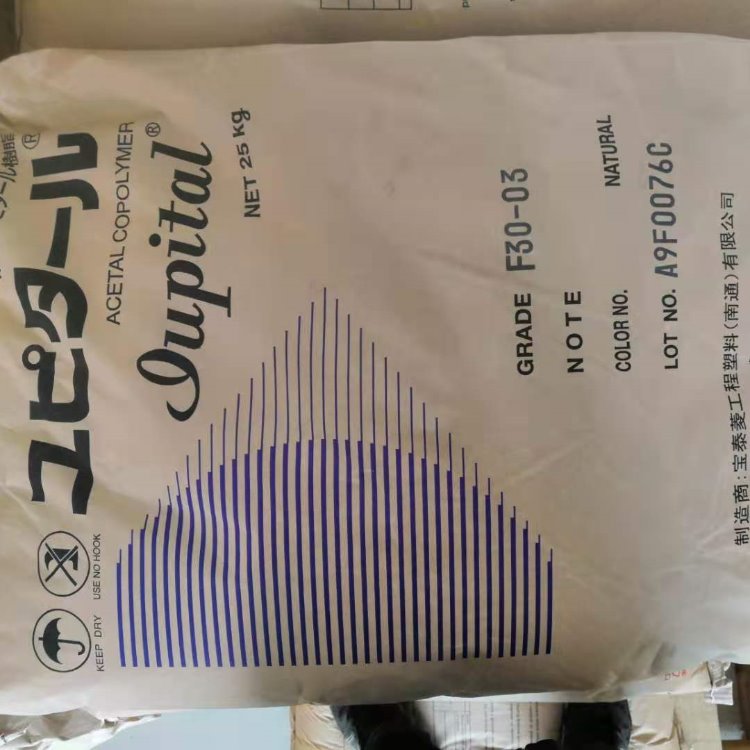 ユピタール
ACETAL COPOLYMER
Iupital®
NET 25 kg
KEEP DRY
USE NO HOOK
GRADE F30-03
NOTE
COLOR NO. NATURAL
LOT NO. A9F0076C
制造商:宝泰菱工程塑料(南通)有限公司